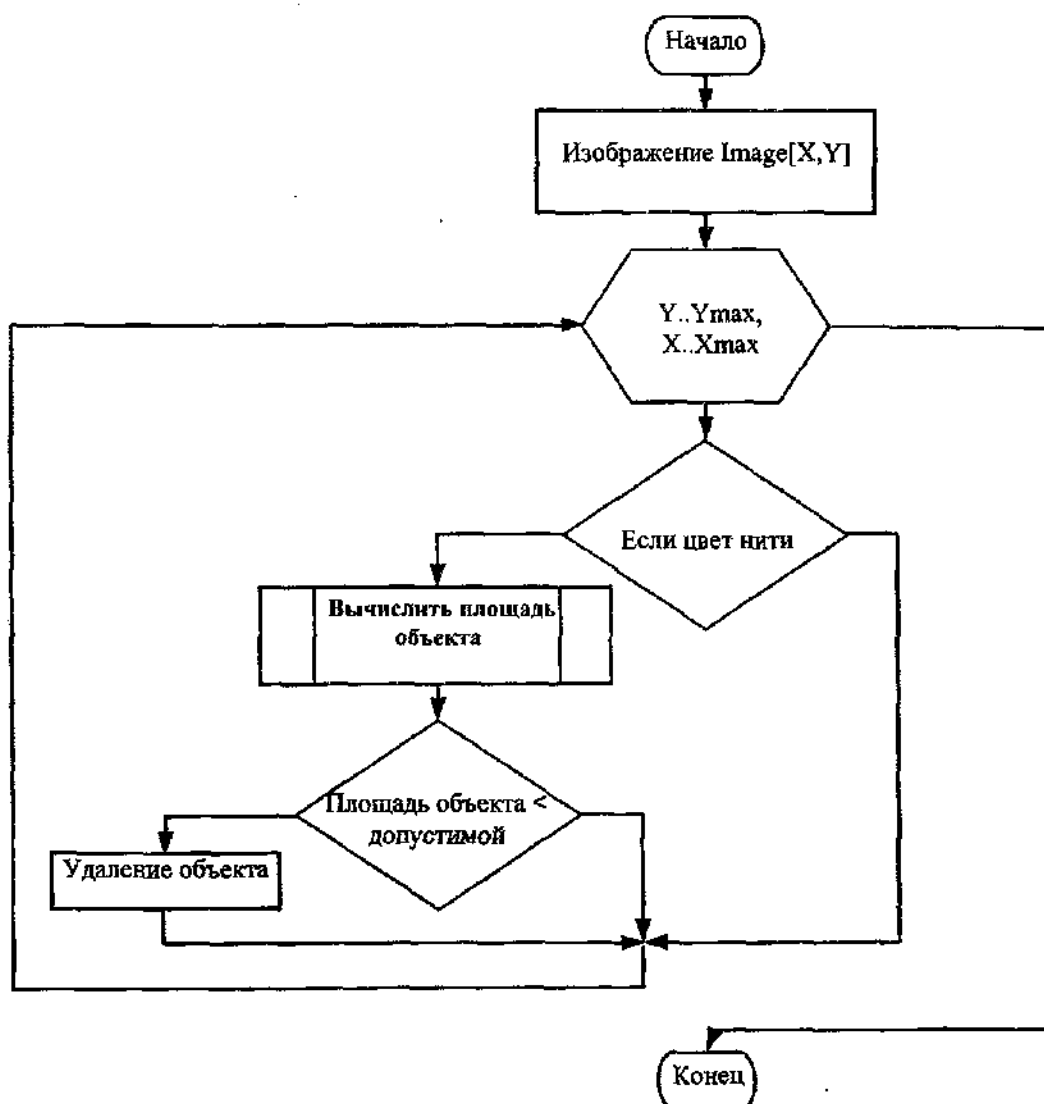 Начало
Изображение Image[X,Y]
Y..Ymax,
X..Xmax
Если цвет нити
Вычислить площадь
объекта
Площадь объекта <
допустимой
Удаление объекта
Конец